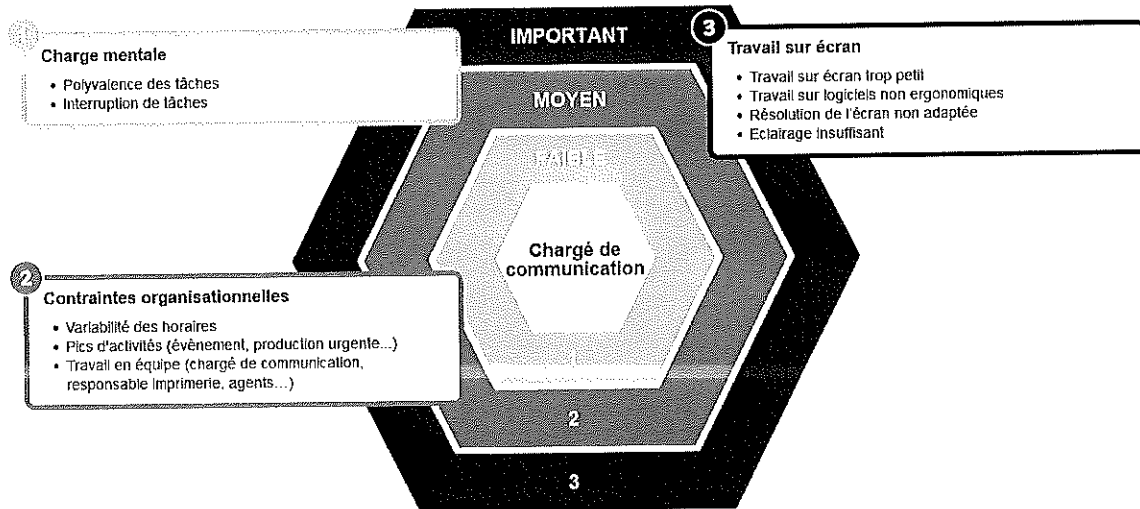 IMPORTANT
MOYEN
FAIBLE
Chargé de
communication
2
3
1
Charge mentale
• Polyvalence des tâches
• Interruption de tâches
2
Contraintes organisationnelles
• Variabilité des horaires
• Pics d'activités (évènement, production urgente...)
• Travail en équipe (chargé de communication,
responsable imprimerie, agents...)
3
Travail sur écran
• Travail sur écran trop petit
• Travail sur logiciels non ergonomiques
• Résolution de l'écran non adaptée
• Eclairage insuffisant